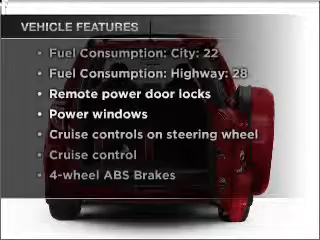 VEHICLE FEATURES
• Fuel Consumption: City: 22
• Fuel Consumption: Highway: 28
• Remote power door locks
• Power windows
• Cruise controls on steering wheel
• Cruise control
• 4-wheel ABS Brakes